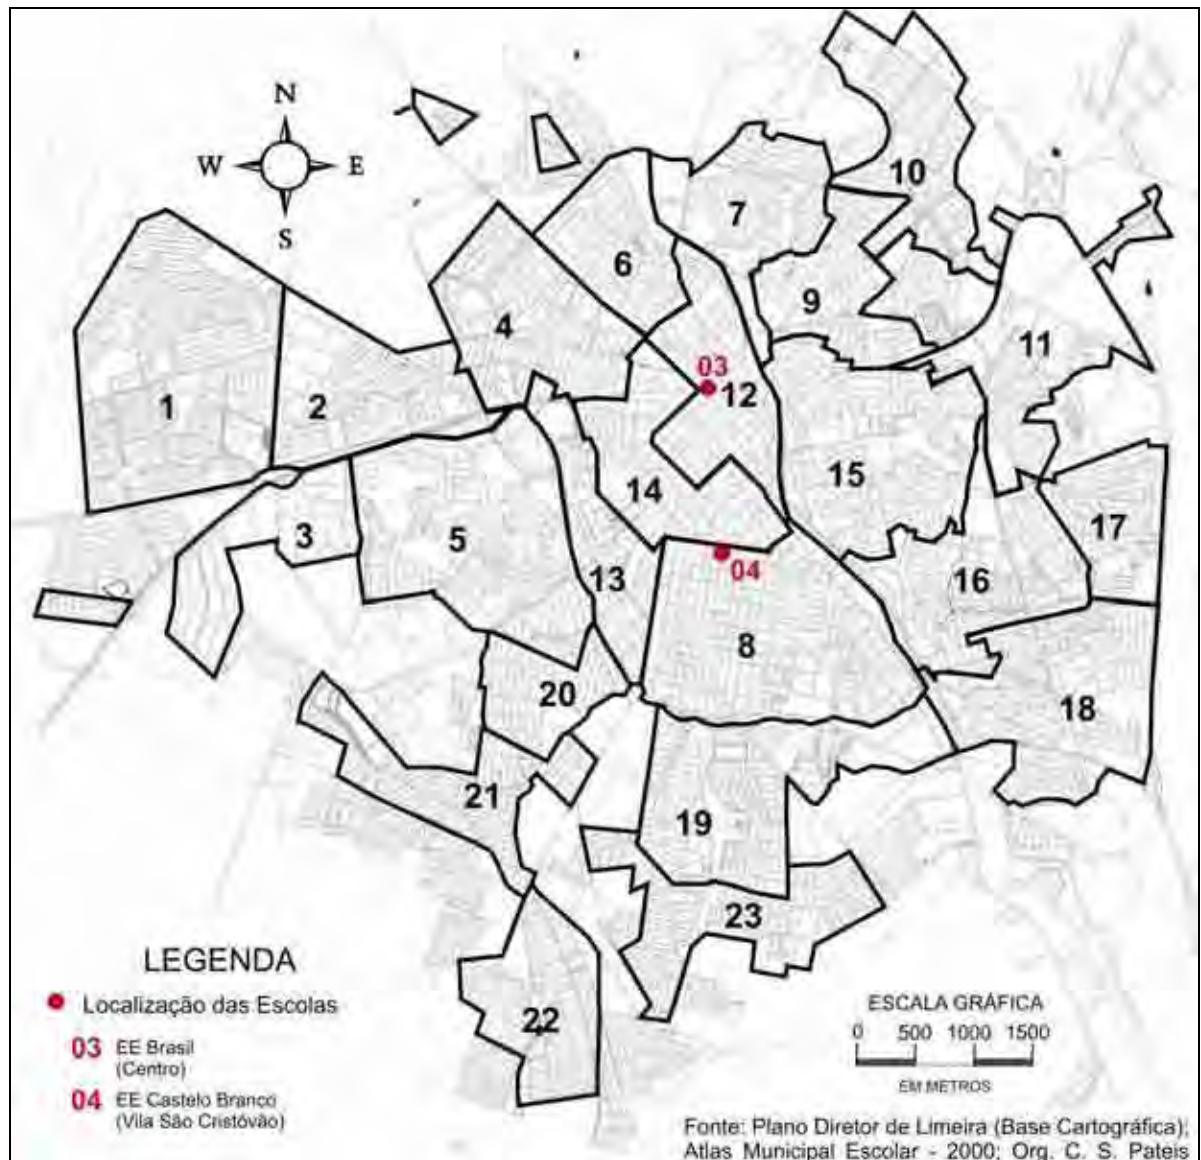 N
W E
S
10
7
6
9
4
11
03
12
1
2
15
14
17
3
5
16
04
13
8
20
18
21
19
23
22
LEGENDA
Localização das Escolas
03 EE Brasil
(Centro)
04 EE Castelo Branco
(Vila São Cristóvão)
ESCALA GRÁFICA
0 500 1000 1500
EM METROS
Fonte: Plano Diretor de Limeira (Base Cartográfica);
Atlas Municipal Escolar - 2000; Org. C. S. Pateis